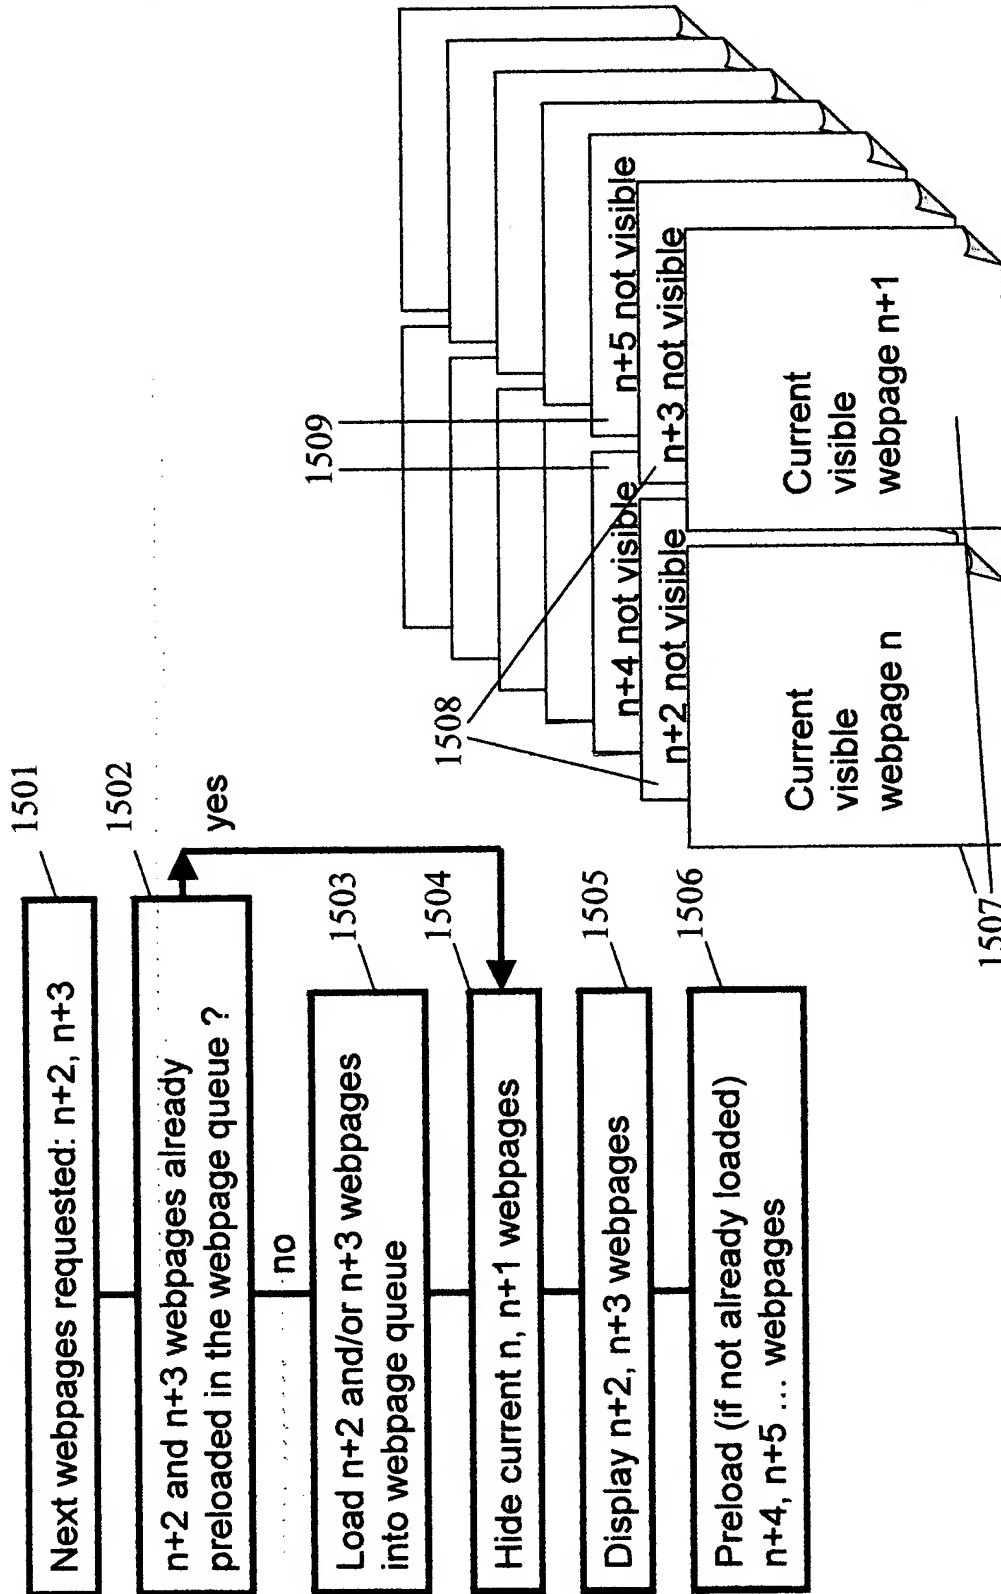 1501
Next webpages requested: n+2, n+3
1502
n+2 and n+3 webpages already
preloaded in the webpage queue ?
yes
no
1503
Load n+2 and/or n+3 webpages
into webpage queue
1504
Hide current n, n+1 webpages
1505
Display n+2, n+3 webpages
1506
Preload (if not already loaded)
n+4, n+5 ... webpages
1509
n+4 not visible
n+5 not visible
1508
n+2 not visible
n+3 not visible
Current
visible
webpage n
Current
visible
webpage n+1
1507